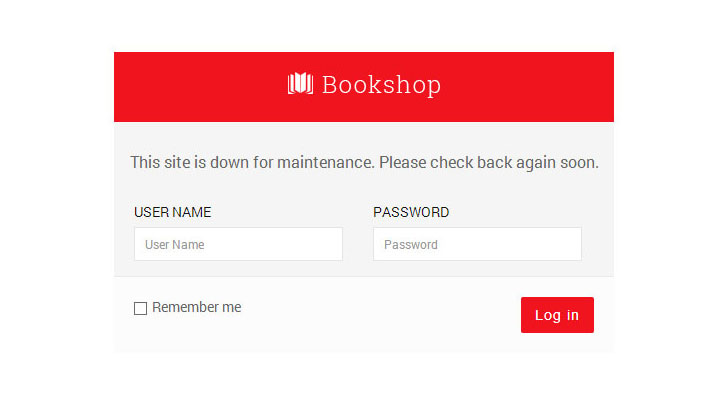 Bookshop
This site is down for maintenance. Please check back again soon.
USER NAME
PASSWORD
User Name
Password
Remember me
Log in